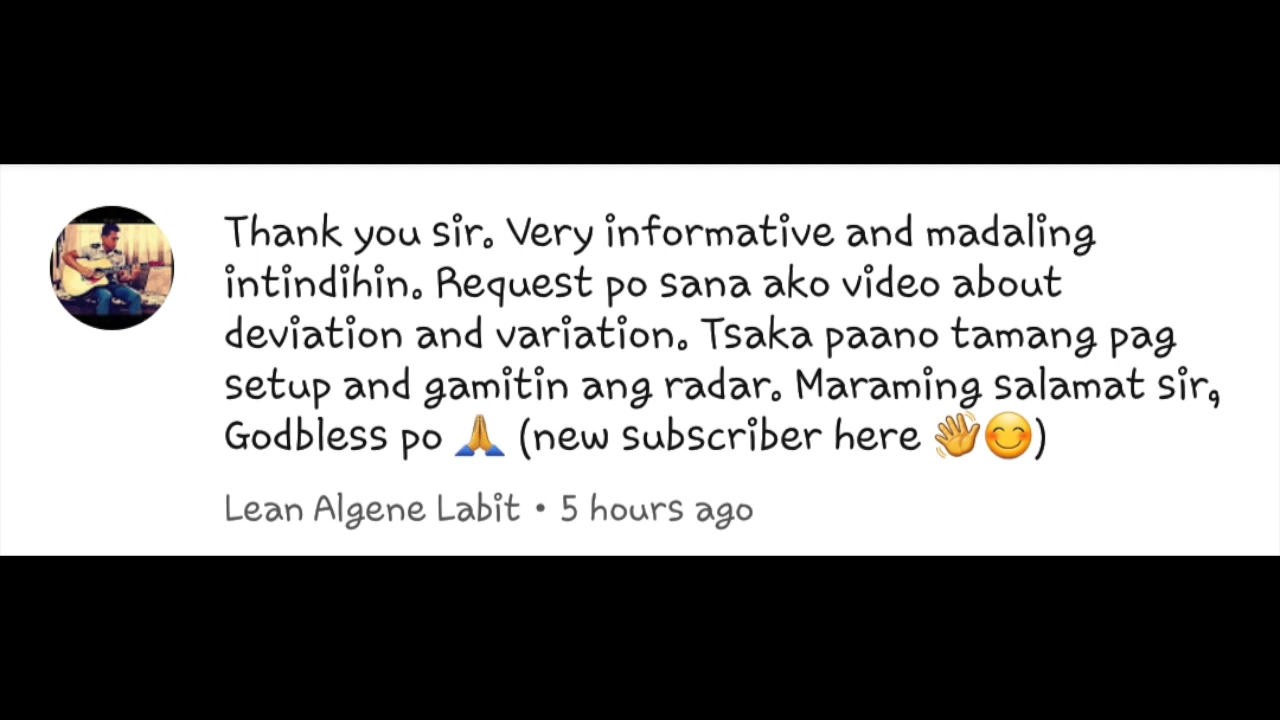 Thank you sir. Very informative and madaling
intindihin. Request po sana ako video about
deviation and variation. Tsaka paano tamang pag
setup and gamitin ang radar. Maraming salamat sir,
Godbless po 🙏 (new subscriber here 👋😊)
Lean Algene Labit • 5 hours ago